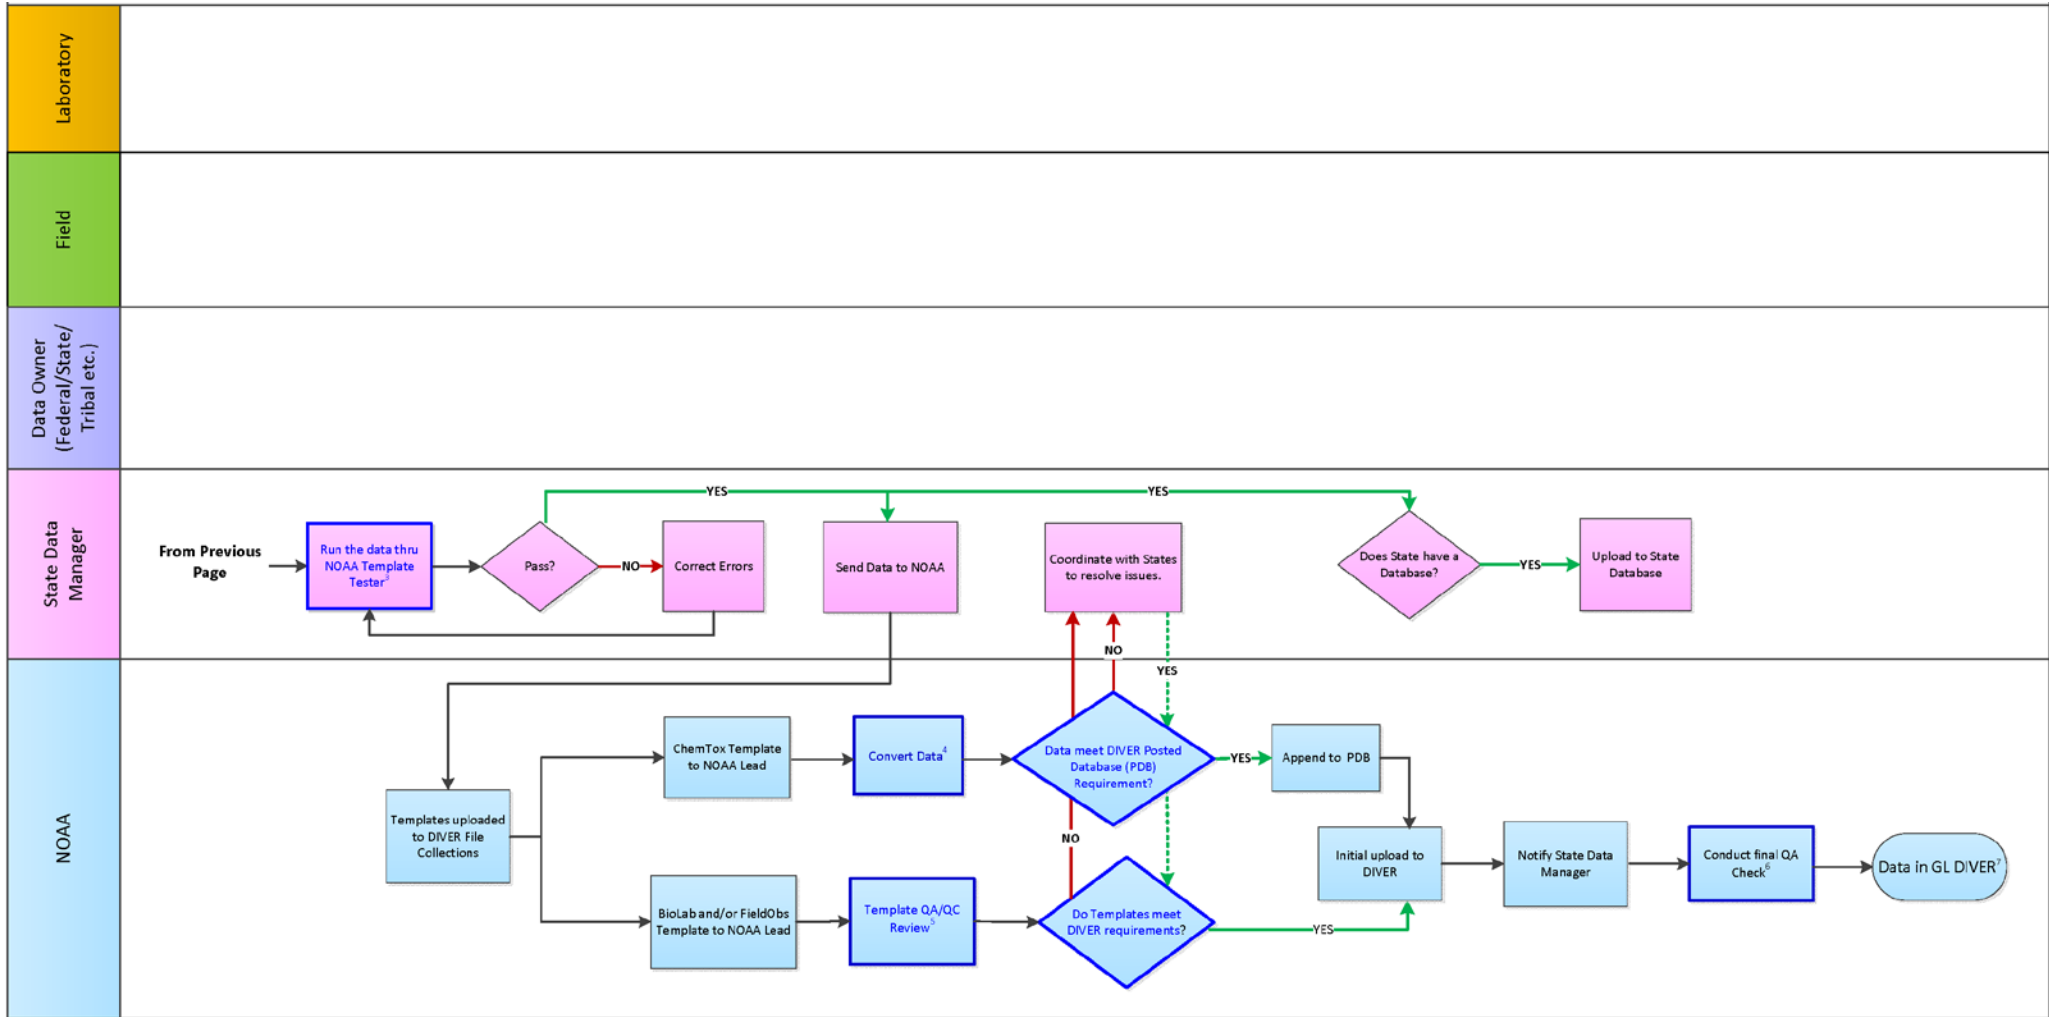 Laboratory
Field
Data Owner
(Federal/State/
Tribal etc.)
State Data
Manager
NOAA
From Previous
Page
Run the data thru
NOAA Template
Tester3
Pass?
NO
Correct Errors
YES
Send Data to NOAA
YES
Coordinate with States
to resolve issues.
Does State have a
Database?
YES
Upload to State
Database
NO
YES
Templates uploaded
to DIVER File
Collections
ChemTox Template
to NOAA Lead
Convert Data4
Data meet DIVER Posted
Database (PDB)
Requirement?
YES
Append to PDB
NO
BioLab and/or FieldObs
Template to NOAA Lead
Template QA/QC
Review5
Do Templates meet
DIVER requirements?
YES
Initial upload to
DIVER
Notify State Data
Manager
Conduct final QA
Check6
Data in GL DIVER7